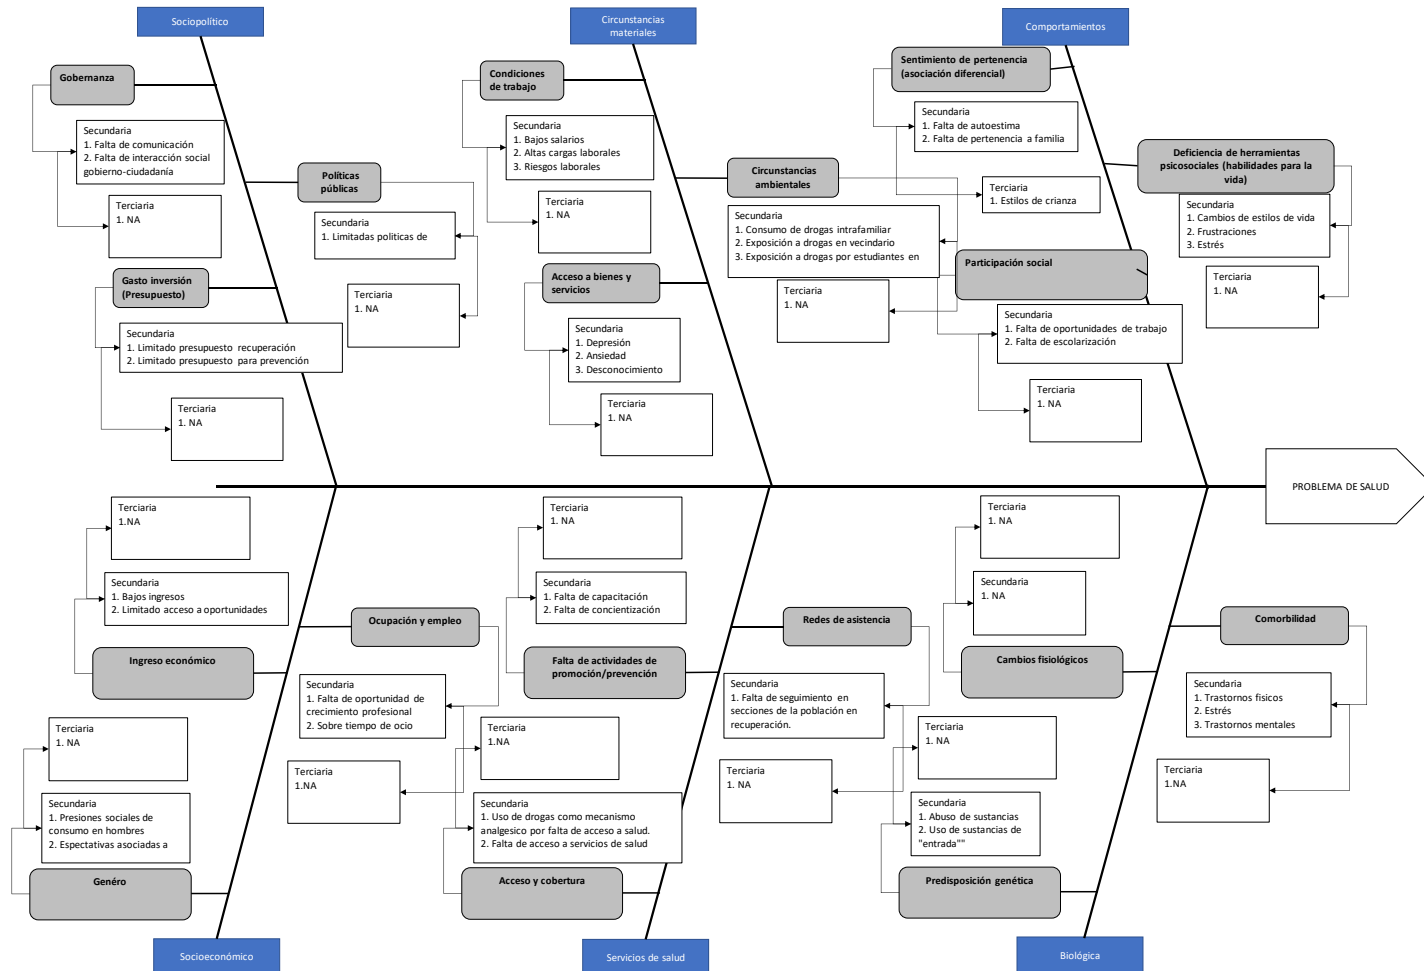 Sociopolítico
Gobernanza
Secundaria
1. Falta de comunicación
2. Falta de interacción social
gobierno-ciudadanía
Terciaria
1. NA
Políticas
públicas
Secundaria
1. Limitadas politicas de
Terciaria
1. NA
Gasto inversión
(Presupuesto)
Secundaria
1. Limitado presupuesto recuperación
2. Limitado presupuesto para prevención
Terciaria
1. NA
Circunstancias
materiales
Condiciones
de trabajo
Secundaria
1. Bajos salarios
2. Altas cargas laborales
3. Riesgos laborales
Terciaria
1. NA
Circunstancias
ambientales
Secundaria
1. Consumo de drogas intrafamiliar
2. Exposición a drogas en vecindario
3. Exposición a drogas por estudiantes en
Terciaria
1. NA
Acceso a bienes y
servicios
Secundaria
1. Depresión
2. Ansiedad
3. Desconocimiento
Terciaria
1. NA
Comportamientos
Sentimiento de pertenencia
(asociación diferencial)
Secundaria
1. Falta de autoestima
2. Falta de pertenencia a familia
Terciaria
1. Estilos de crianza
Deficiencia de herramientas
psicosociales (habilidades para la
vida)
Secundaria
1. Cambios de estilos de vida
2. Frustraciones
3. Estrés
Terciaria
1. NA
Participación social
Secundaria
1. Falta de oportunidades de trabajo
2. Falta de escolarización
Terciaria
1. NA
PROBLEMA DE SALUD
Terciaria
1.NA
Secundaria
1. Bajos ingresos
2. Limitado acceso a oportunidades
Ingreso económico
Ocupación y empleo
Secundaria
1. Falta de oportunidad de
crecimiento profesional
2. Sobre tiempo de ocio
Terciaria
1.NA
Terciaria
1. NA
Secundaria
1. Presiones sociales de
consumo en hombres
2. Espectativas asociadas a
Genéro
Socioeconómico
Terciaria
1. NA
Secundaria
1. Falta de capacitación
2. Falta de concientización
Falta de actividades de
promoción/prevención
Redes de asistencia
Secundaria
1. Falta de seguimiento en
secciones de la población en
recuperación.
Terciaria
1. NA
Terciaria
1.NA
Secundaria
1. Uso de drogas como mecanismo
analgesico por falta de acceso a salud.
2. Falta de acceso a servicios de salud
Acceso y cobertura
Servicios de salud
Terciaria
1. NA
Secundaria
1. NA
Cambios fisiológicos
Comorbilidad
Secundaria
1. Trastornos fisicos
2. Estrés
3. Trastornos mentales
Terciaria
1.NA
Terciaria
1. NA
Secundaria
1. Abuso de sustancias
2. Uso de sustancias de
"entrada""
Predisposición genética
Biológica